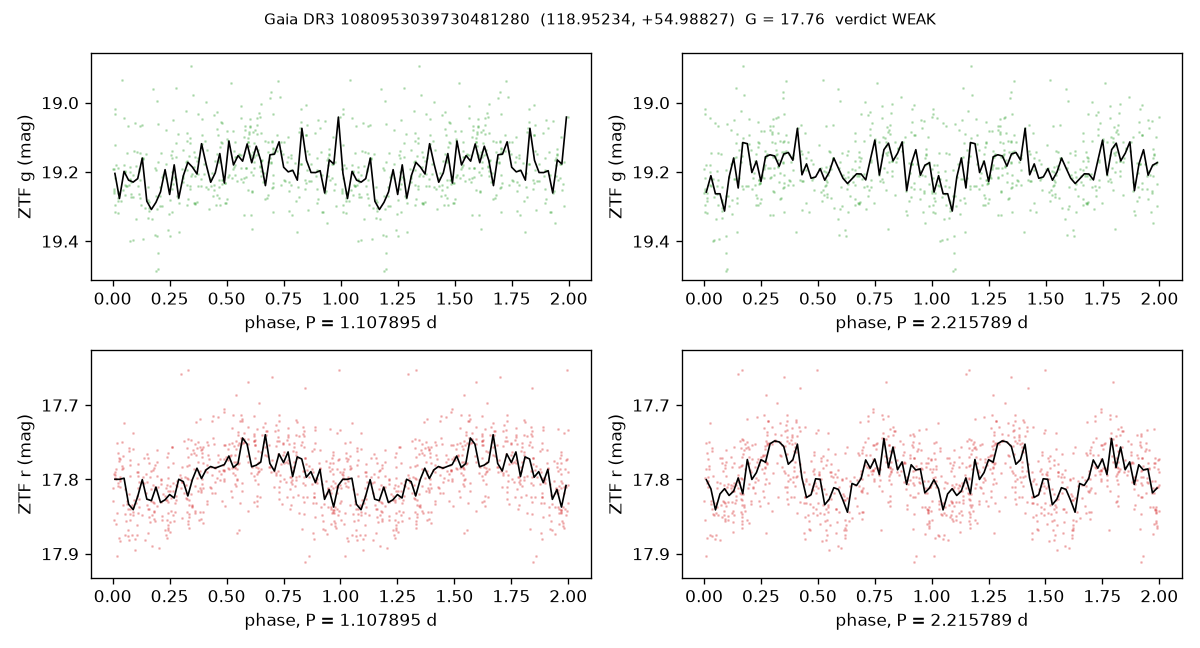 Gaia DR3 1080953039730481280 (118.95234, +54.98827) G = 17.76 verdict WEAK
ZTF g (mag)
19.0
19.2
19.4
0.00 0.25 0.50 0.75 1.00 1.25 1.50 1.75 2.00
phase, P = 1.107895 d
ZTF g (mag)
19.0
19.2
19.4
0.00 0.25 0.50 0.75 1.00 1.25 1.50 1.75 2.00
phase, P = 2.215789 d
ZTF r (mag)
17.7
17.8
17.9
0.00 0.25 0.50 0.75 1.00 1.25 1.50 1.75 2.00
phase, P = 1.107895 d
ZTF r (mag)
17.7
17.8
17.9
0.00 0.25 0.50 0.75 1.00 1.25 1.50 1.75 2.00
phase, P = 2.215789 d